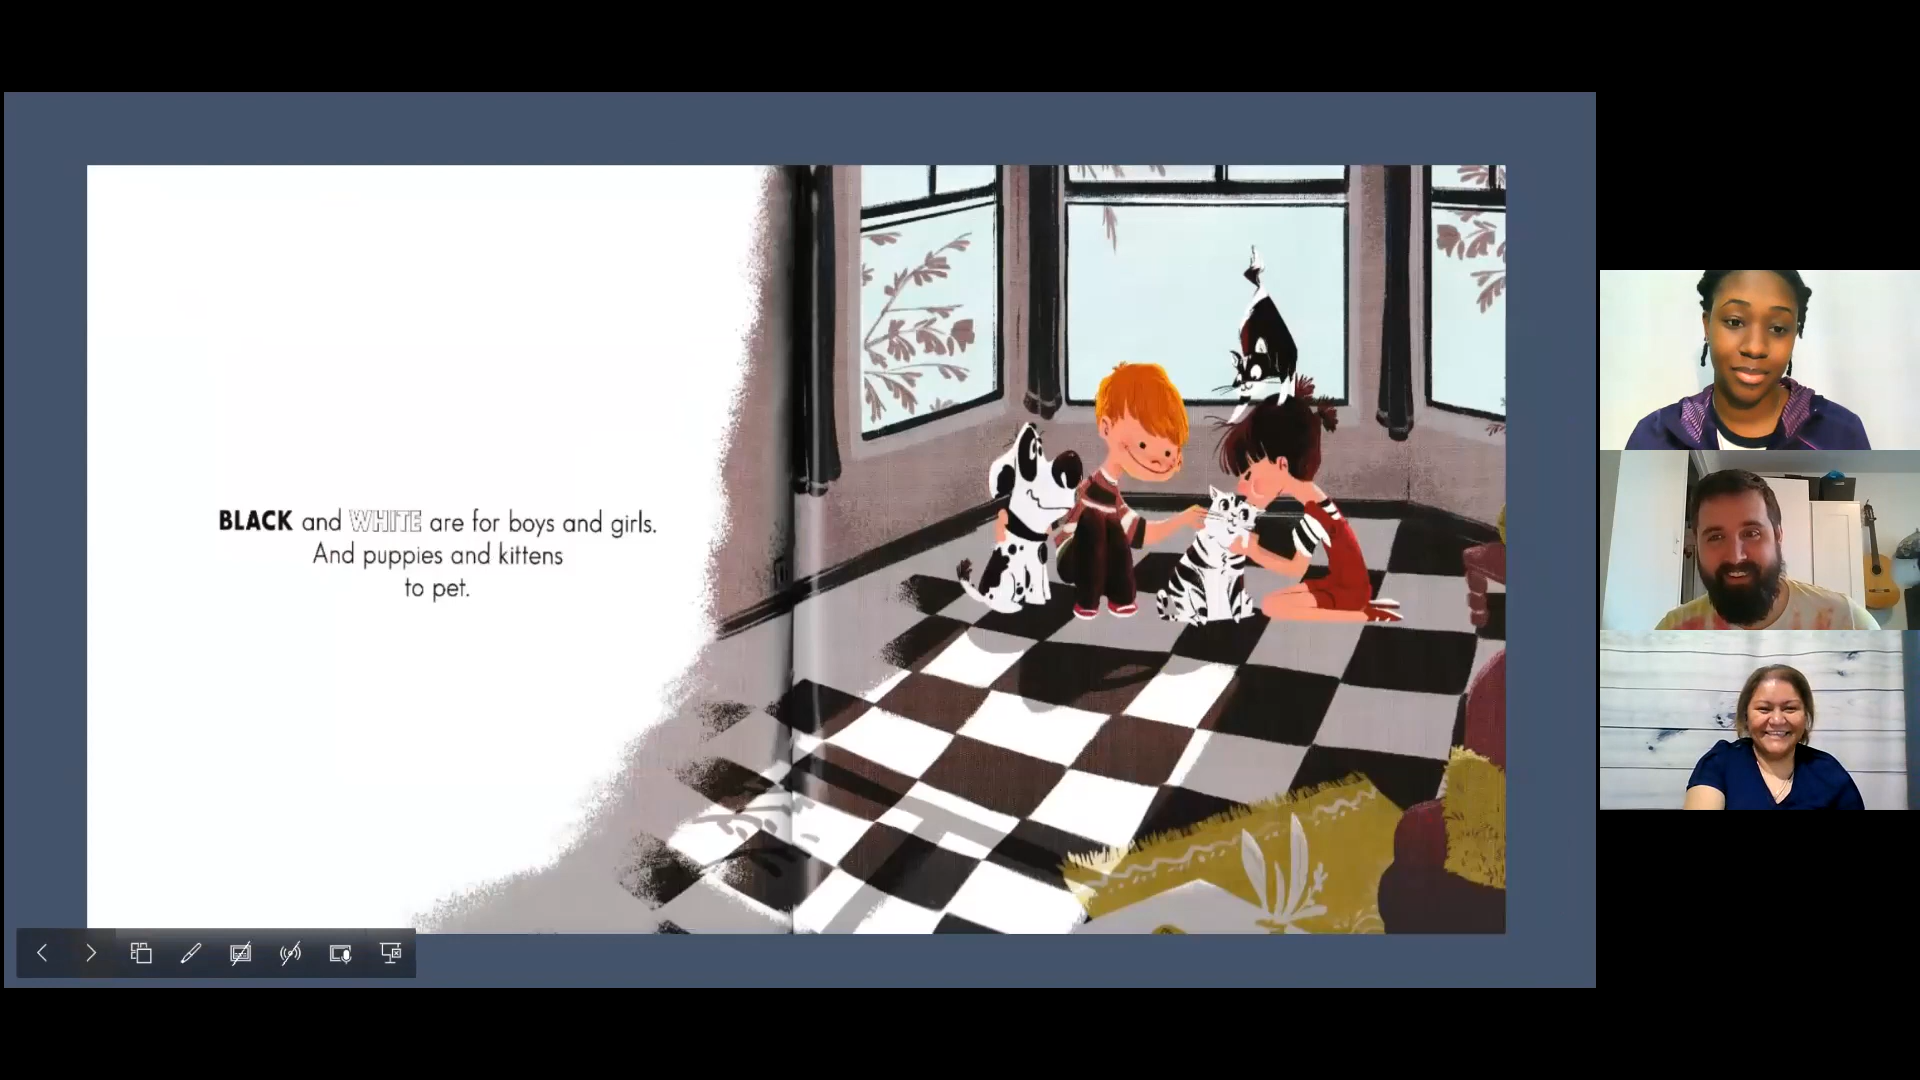 BLACK and WHITE are for boys and girls.
And puppies and kittens
to pet.